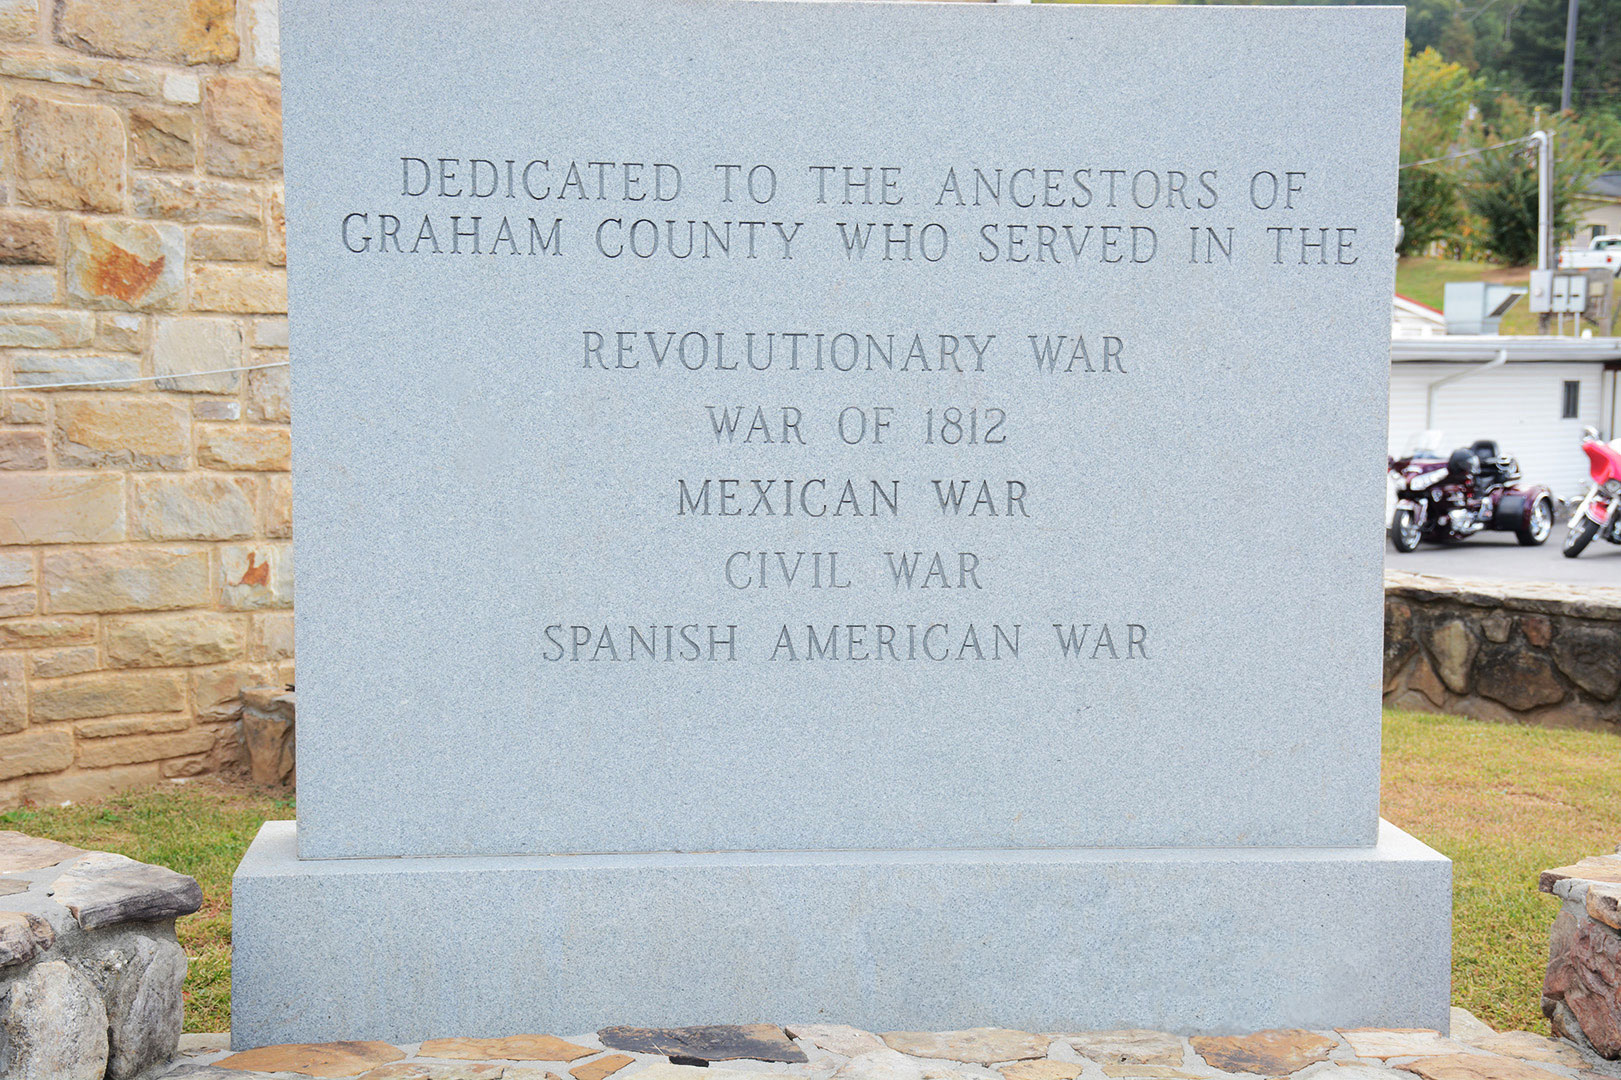 DEDICATED TO THE ANCESTORS OF
GRAHAM COUNTY WHO SERVED IN THE
REVOLUTIONARY WAR
WAR OF 1812
MEXICAN WAR
CIVIL WAR
SPANISH AMERICAN WAR